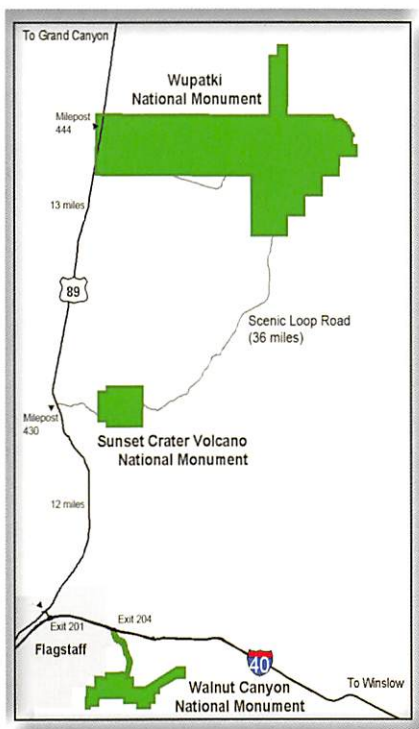 To Grand Canyon
Wupatki
National Monument
Milepost
444
13 miles
89
Scenic Loop Road
(36 miles)
Milepost
430
Sunset Crater Volcano
National Monument
12 miles
Exit 201
Exit 204
Flagstaff
40
To Winslow
Walnut Canyon
National Monument